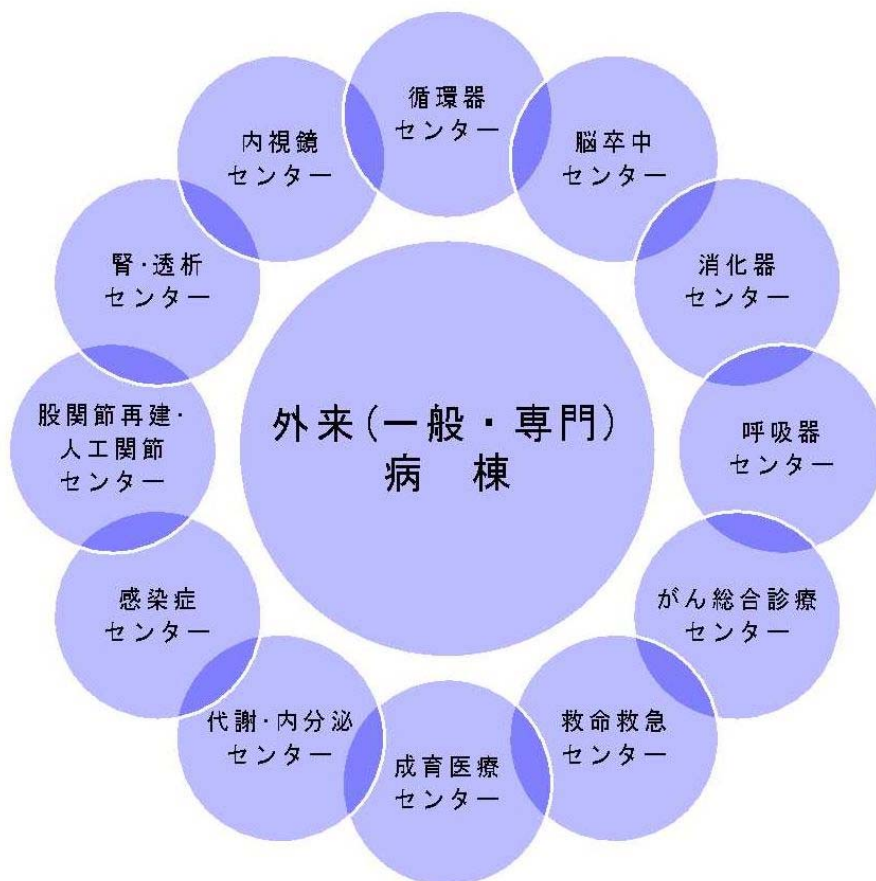 循環器
センター
脳卒中
センター
消化器
センター
呼吸器
センター
がん総合診療
センター
救命救急
センター
成育医療
センター
代謝・内分泌
センター
感染症
センター
股関節再建・
人工関節
センター
腎・透析
センター
内視鏡
センター
外来(一般・専門)
病 棟